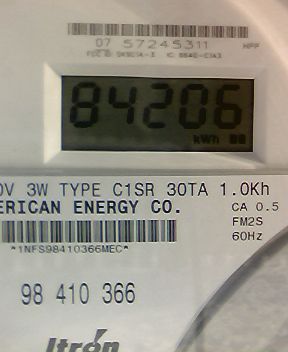 07 57245311
84206
kWh
0V 3W TYPE C1SR 30TA 1.0Kh
ERICAN ENERGY CO.
CA 0.5
FM2S
60Hz
*1NFS98410366MEC*
98 410 366
Itrón